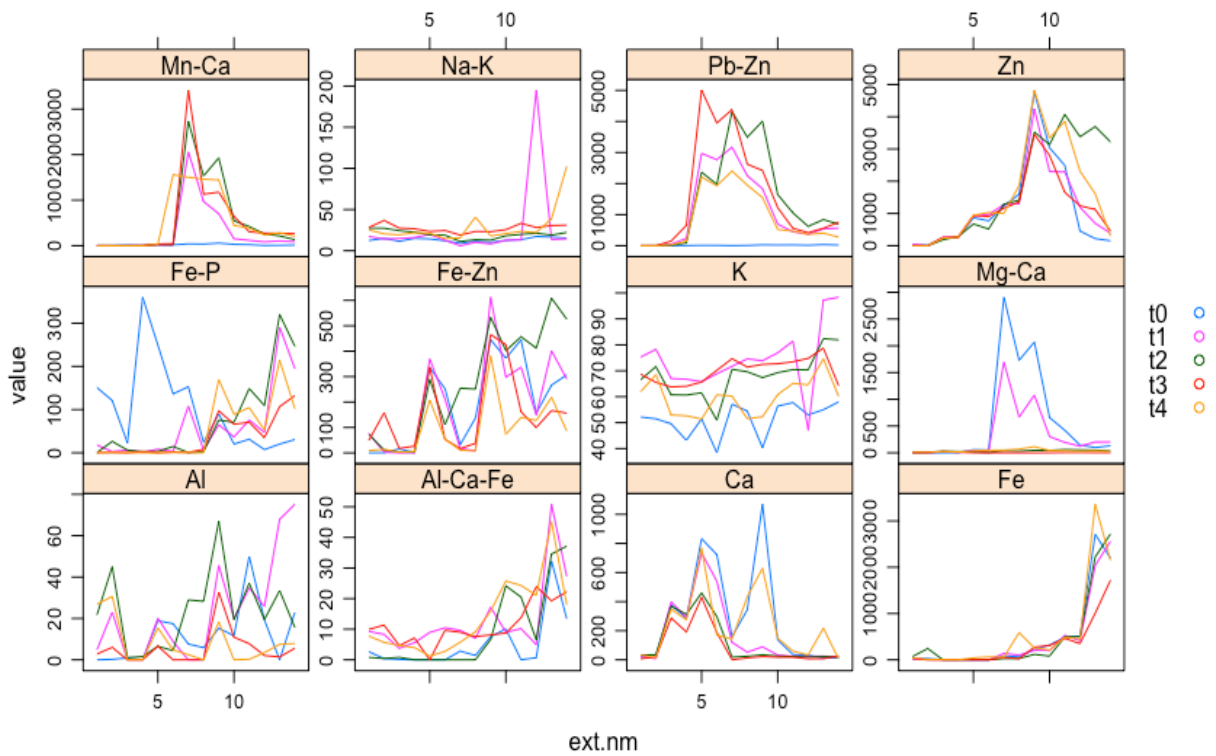 5 10 5 10
Mn-Ca Na-K Pb-Zn Zn
0 1000 2000 3000
0 50 100 150 200
0 1000 3000 5000
0 1000 3000 5000
Fe-P Fe-Zn K Mg-Ca
0 100 200 300
0 100 300 500
40 50 60 70 80 90
0 500 1500 2500
Al Al-Ca-Fe Ca Fe
0 20 40 60
0 10 20 30 40 50
0 200 600 1000
0 1000 2000 3000
5 10 5 10
value
ext.nm
t0
t1
t2
t3
t4